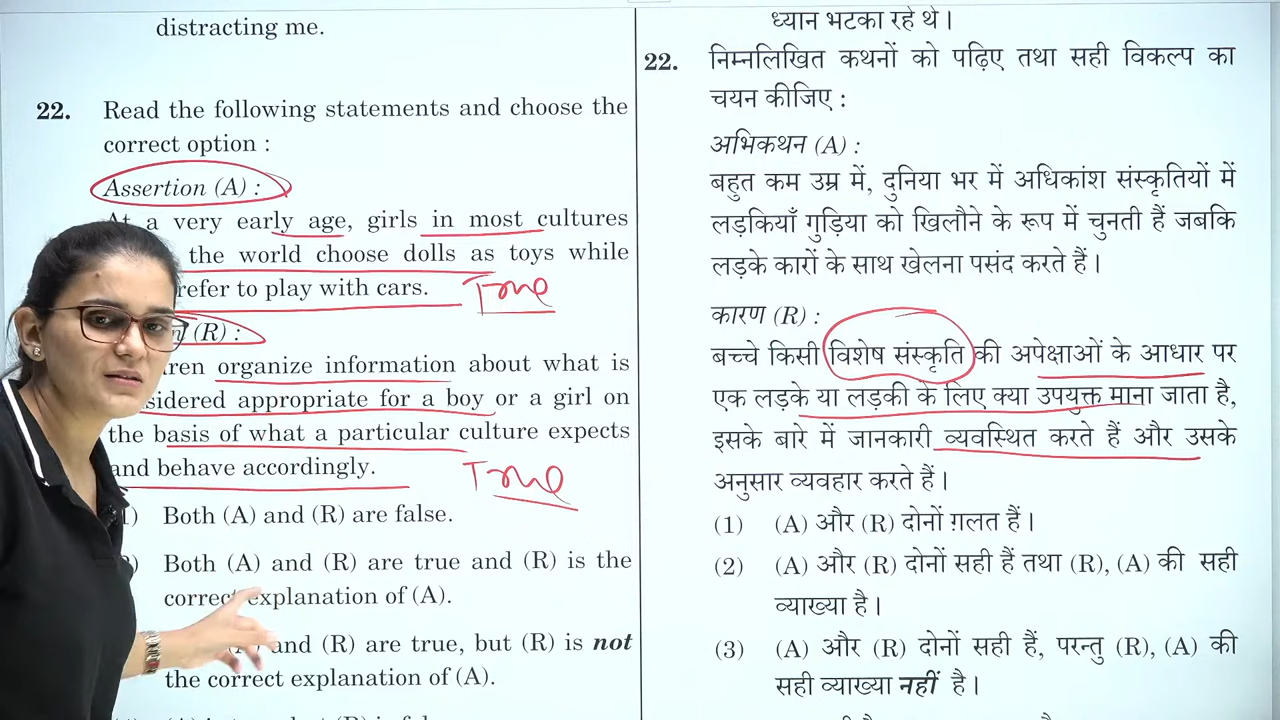 distracting me.
22. Read the following statements and choose the
correct option :
Assertion (A) :
a very early age, girls in most cultures
the world choose dolls as toys while
refer to play with cars. True
(R) :
ren organize information about what is
sidered appropriate for a boy or a girl on
the basis of what a particular culture expects
and behave accordingly. True
1) Both (A) and (R) are false.
) Both (A) and (R) are true and (R) is the
correct explanation of (A).
and (R) are true, but (R) is not
the correct explanation of (A).
ध्यान भटका रहे थे।
22. निम्नलिखित कथनों को पढ़िए तथा सही विकल्प का
चयन कीजिए :
अभिकथन (A) :
बहुत कम उम्र में, दुनिया भर में अधिकांश संस्कृतियों में
लड़कियाँ गुड़िया को खिलौने के रूप में चुनती हैं जबकि
लड़के कारों के साथ खेलना पसंद करते हैं।
कारण (R) :
बच्चे किसी विशेष संस्कृति की अपेक्षाओं के आधार पर
एक लड़के या लड़की के लिए क्या उपयुक्त माना जाता है,
इसके बारे में जानकारी व्यवस्थित करते हैं और उसके
अनुसार व्यवहार करते हैं।
(1) (A) और (R) दोनों ग़लत हैं।
(2) (A) और (R) दोनों सही हैं तथा (R), (A) की सही
व्याख्या है।
(3) (A) और (R) दोनों सही हैं, परन्तु (R), (A) की
सही व्याख्या नहीं है।